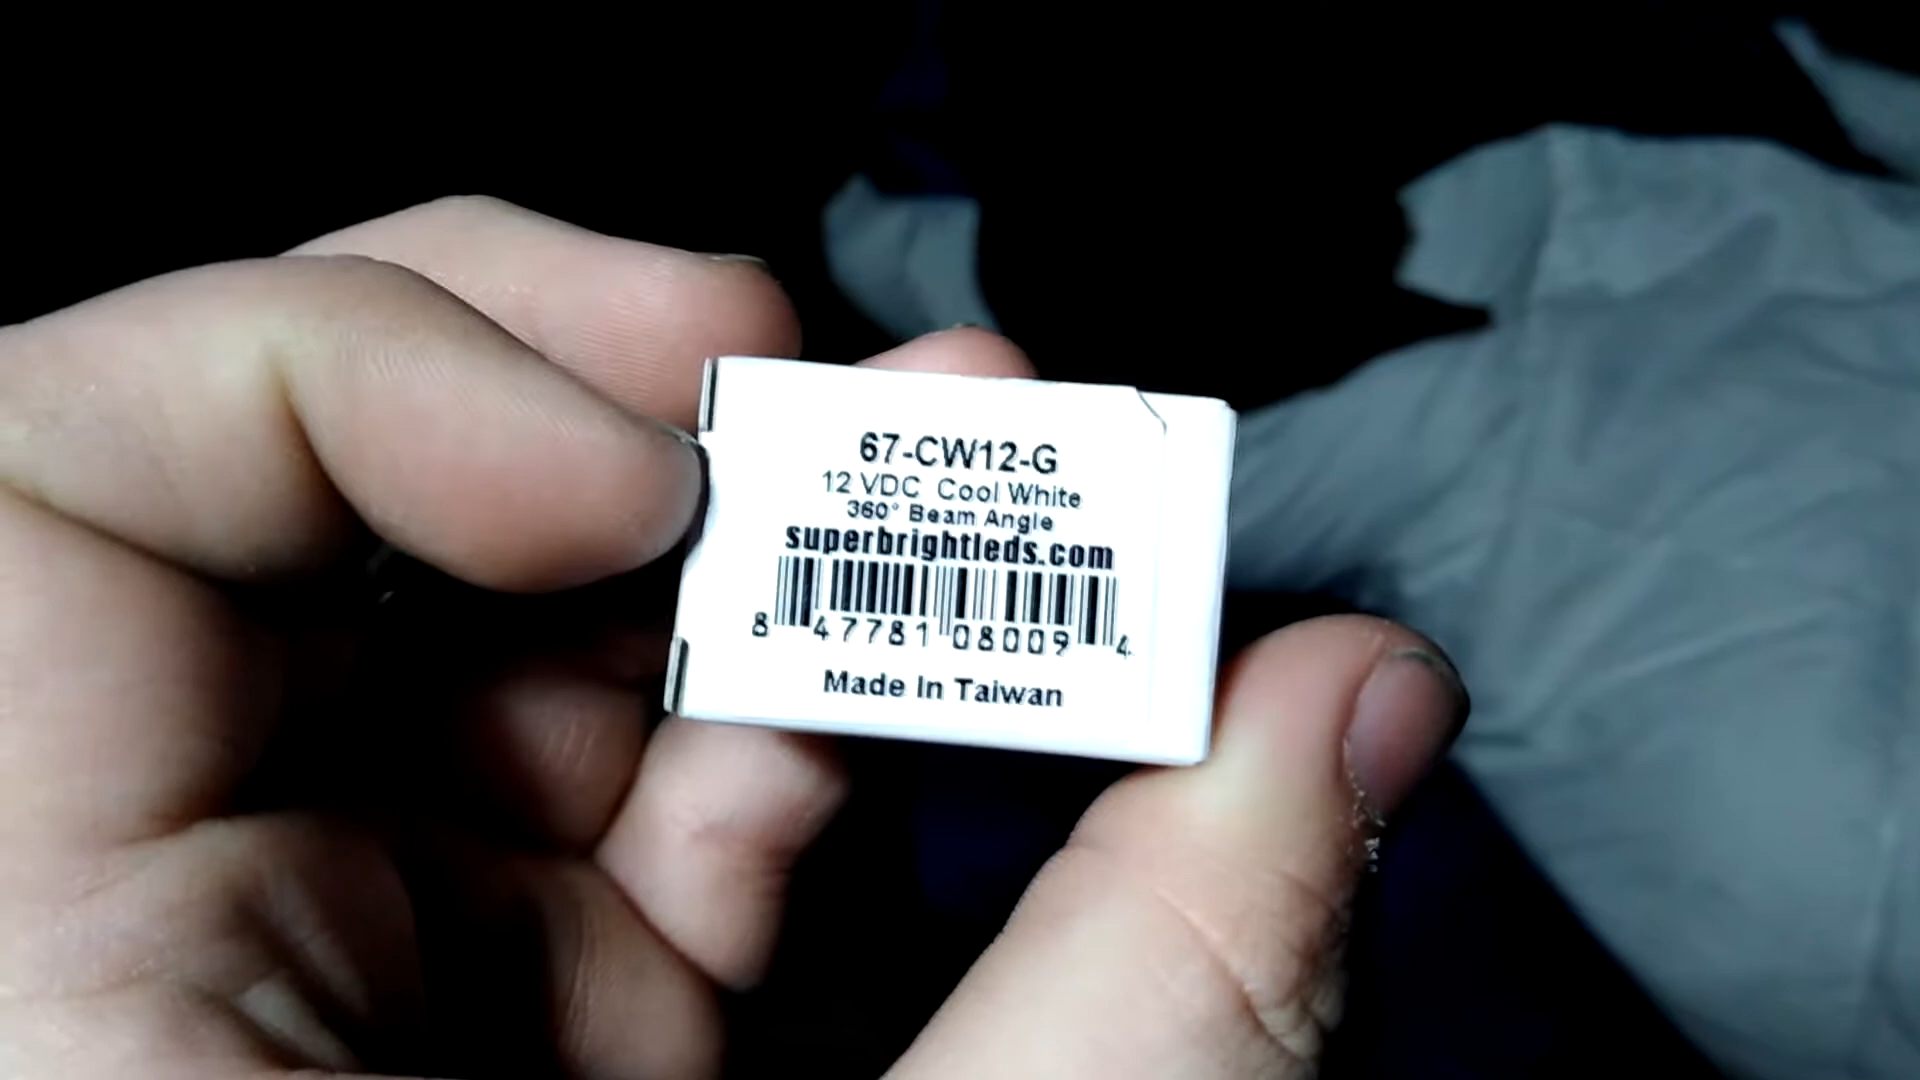 67-CW12-G
12 VDC Cool White
360° Beam Angle
superbrightleds.com
8 47781 08009 4
Made In Taiwan